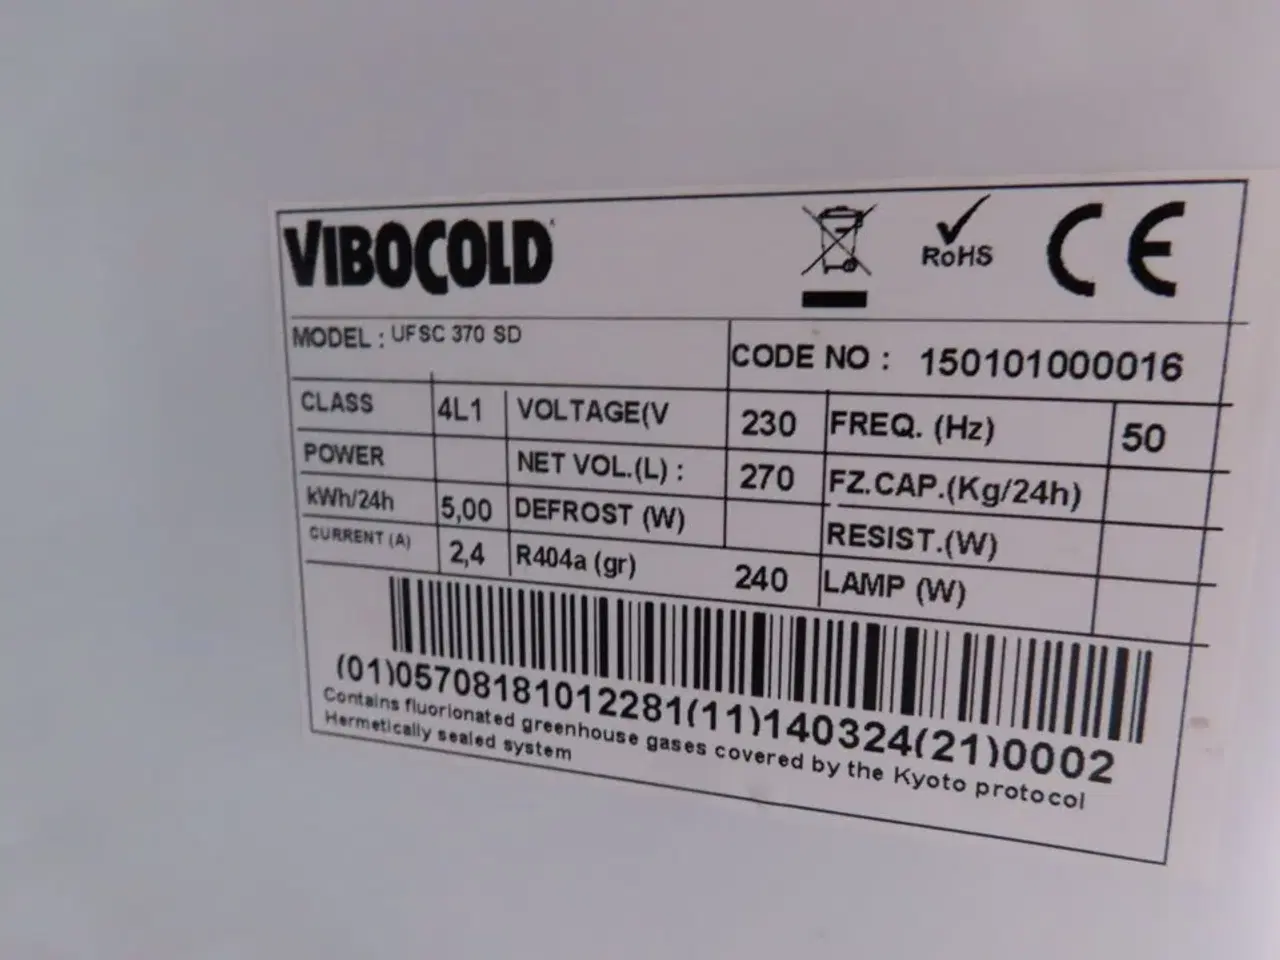 VIBOCOLD
RoHS
CE
MODEL : UFSC 370 SD
CODE NO : 150101000016
CLASS 4L1 VOLTAGE(V 230 FREQ. (Hz) 50
POWER NET VOL.(L) : 270 FZ.CAP.(Kg/24h)
kWh/24h 5,00 DEFROST (W) RESIST.(W)
CURRENT (A) 2,4 R404a (gr) 240 LAMP (W)
(01)05708181012281(11)140324(21)0002
Contains fluorionated greenhouse gases covered by the Kyoto protocol
Hermetically sealed system